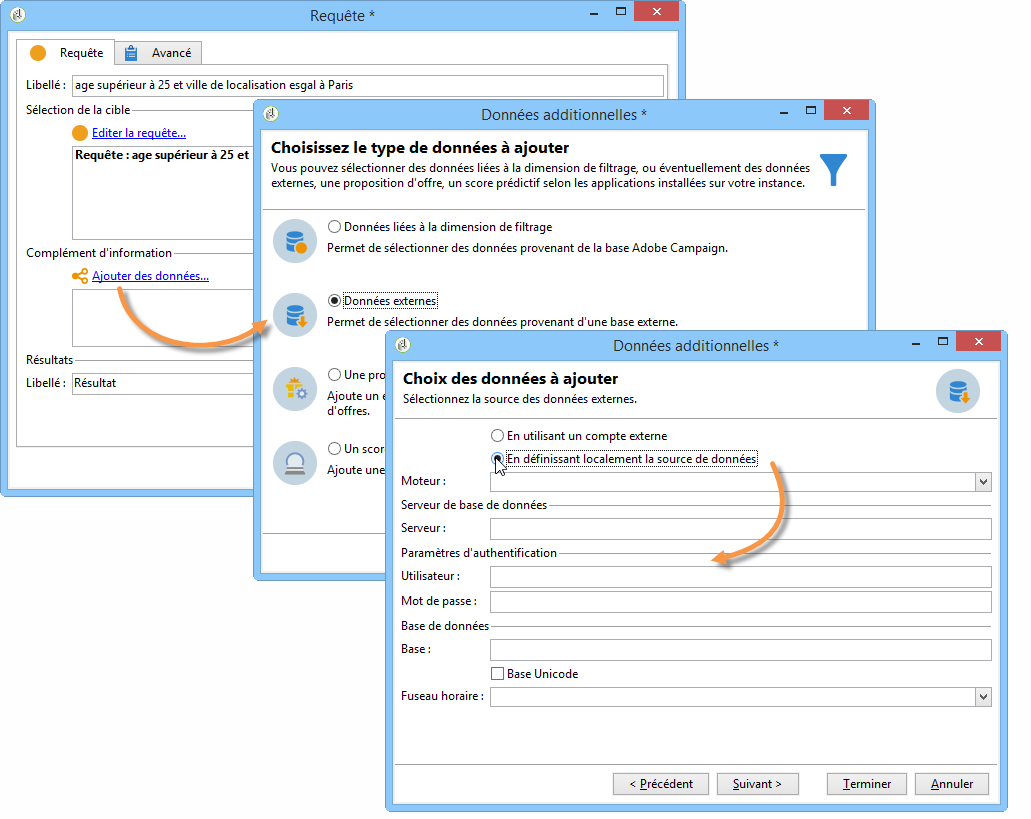 Requête *
Requête
Avancé
Libellé :
age supérieur à 25 et ville de localisation esgal à Paris
Sélection de la cible
Editer la requête...
Requête : age supérieur à 25 et
Complément d'information
Ajouter des données...
Résultats
Libellé :
Résultat
Données additionnelles *
Choisissez le type de données à ajouter
Vous pouvez sélectionner des données liées à la dimension de filtrage, ou éventuellement des données
externes, une proposition d'offre, un score prédictif selon les applications installées sur votre instance.
Données liées à la dimension de filtrage
Permet de sélectionner des données provenant de la base Adobe Campaign.
Données externes
Permet de sélectionner des données provenant d'une base externe.
Une pro
Ajoute un e
d'offres.
Un scor
Ajoute une
Données additionnelles *
Choix des données à ajouter
Sélectionnez la source des données externes.
En utilisant un compte externe
En définissant localement la source de données
Moteur :
Serveur de base de données
Serveur :
Paramètres d'authentification
Utilisateur :
Mot de passe :
Base de données
Base :
Base Unicode
Fuseau horaire :
< Précédent
Suivant >
Terminer
Annuler